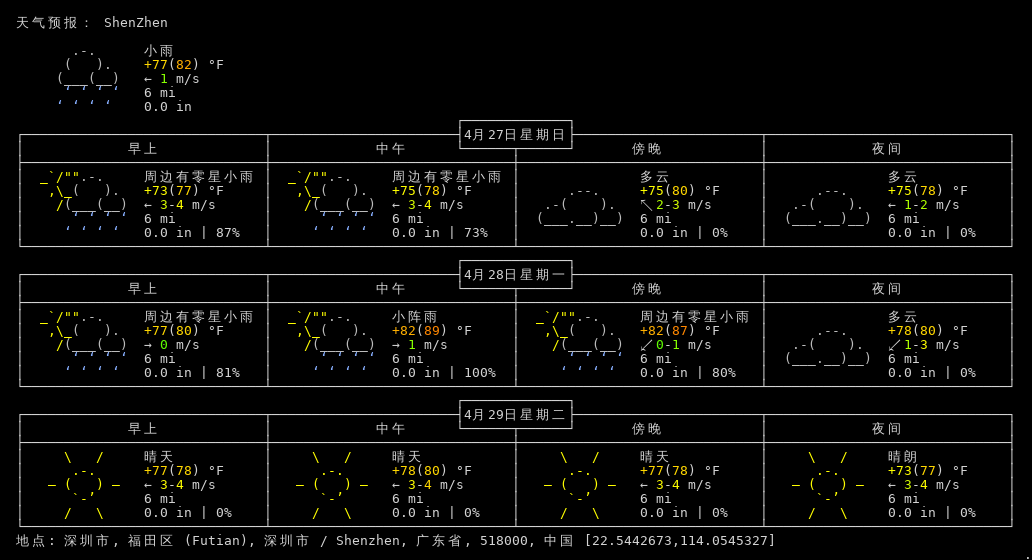 天气预报： ShenZhen
小雨
+77(82) °F
← 1 m/s
6 mi
0.0 in
4月27日星期日
早上 中午 傍晚 夜间
周边有零星小雨 周边有零星小雨 多云 多云
+73(77) °F +75(78) °F +75(80) °F +75(78) °F
← 3-4 m/s ← 3-4 m/s ↖ 2-3 m/s ← 1-2 m/s
6 mi 6 mi 6 mi 6 mi
0.0 in | 87% 0.0 in | 73% 0.0 in | 0% 0.0 in | 0%
4月28日星期一
早上 中午 傍晚 夜间
周边有零星小雨 小阵雨 周边有零星小雨 多云
+77(80) °F +82(89) °F +82(87) °F +78(80) °F
→ 0 m/s → 1 m/s ↙ 0-1 m/s ↙ 1-3 m/s
6 mi 6 mi 6 mi 6 mi
0.0 in | 81% 0.0 in | 100% 0.0 in | 80% 0.0 in | 0%
4月29日星期二
早上 中午 傍晚 夜间
晴天 晴天 晴天 晴朗
+77(78) °F +78(80) °F +77(78) °F +73(77) °F
← 3-4 m/s ← 3-4 m/s ← 3-4 m/s ← 3-4 m/s
6 mi 6 mi 6 mi 6 mi
0.0 in | 0% 0.0 in | 0% 0.0 in | 0% 0.0 in | 0%
地点: 深圳市, 福田区 (Futian), 深圳市 / Shenzhen, 广东省, 518000, 中国 [22.5442673,114.0545327]